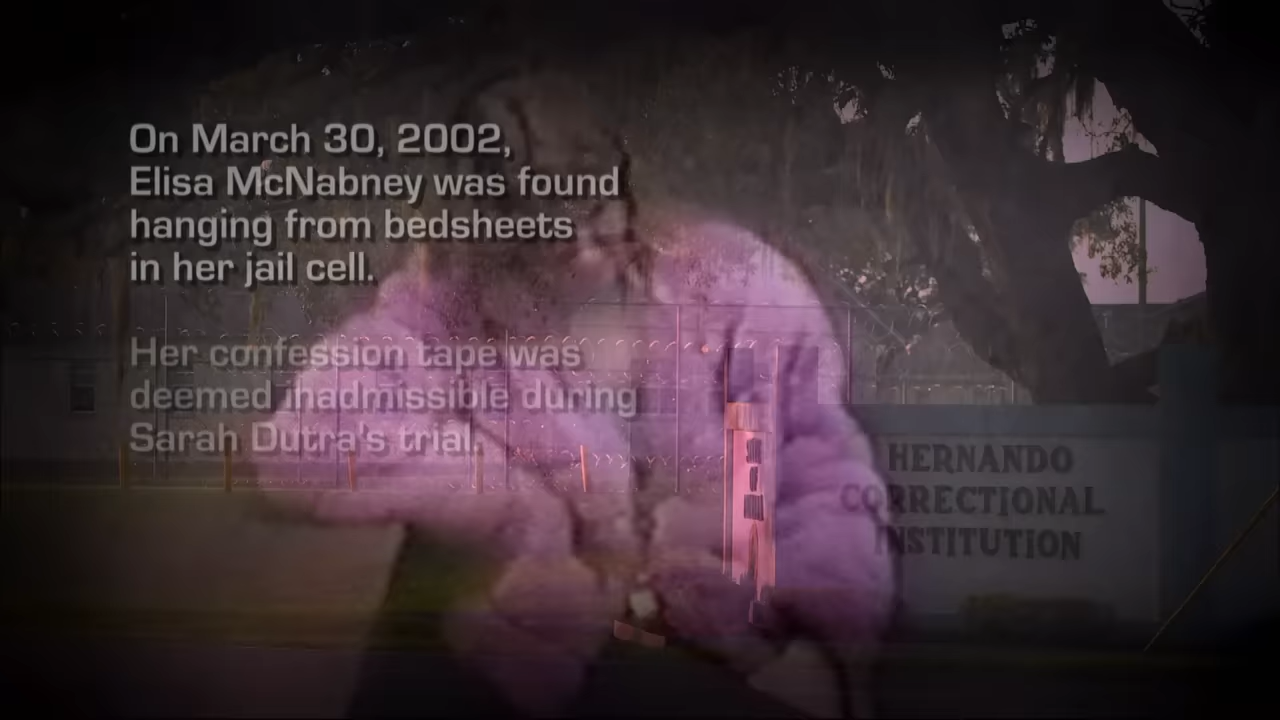 On March 30, 2002,
Elisa McNabney was found
hanging from bedsheets
in her jail cell.
Her confession tape was
deemed inadmissible during
Sarah Dutra's trial.
HERNANDO
CORRECTIONAL
INSTITUTION